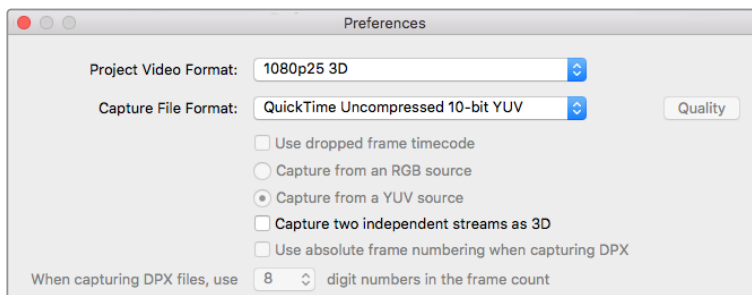 Preferences
Project Video Format: 1080p25 3D
Capture File Format: QuickTime Uncompressed 10-bit YUV Quality
Use dropped frame timecode
Capture from an RGB source
Capture from a YUV source
Capture two independent streams as 3D
Use absolute frame numbering when capturing DPX
When capturing DPX files, use 8 digit numbers in the frame count